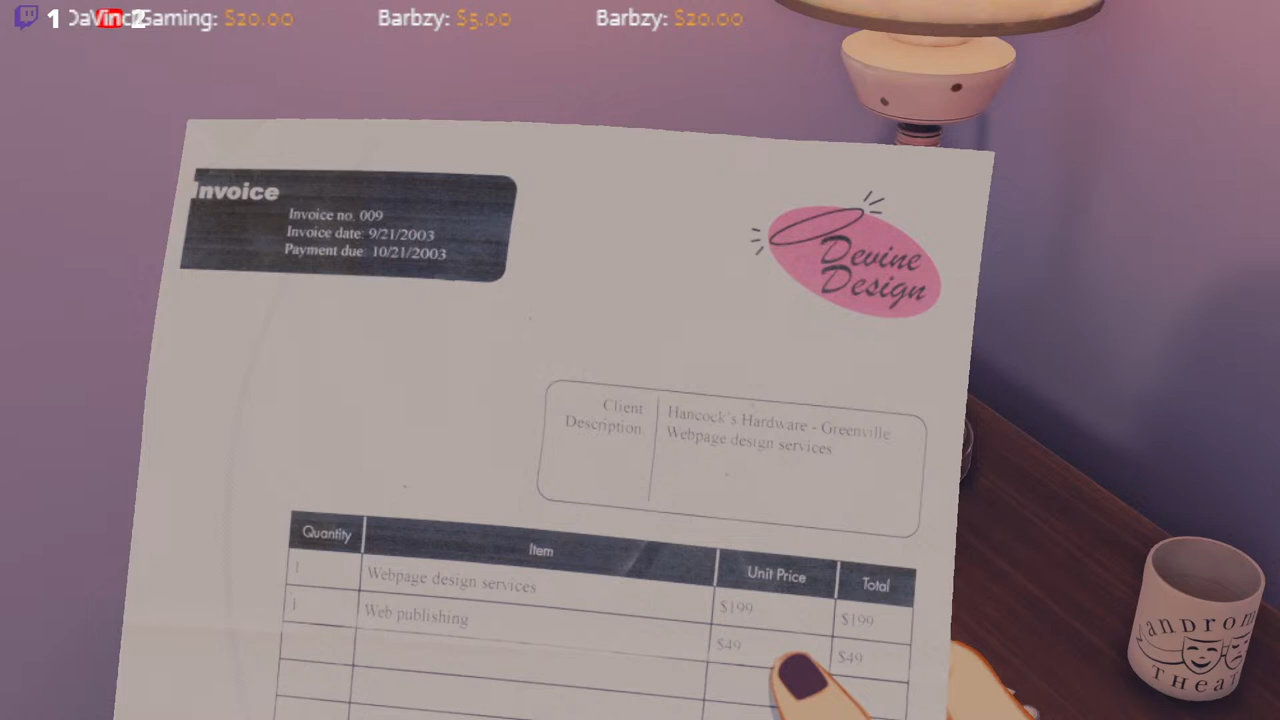 1 DaVinciGaming: $20.00 Barbzy: $5.00 Barbzy: $20.00
2
Invoice
Invoice no. 009
Invoice date: 9/21/2003
Payment due: 10/21/2003
Devine
Design
Client Hancock's Hardware - Greenville
Description Webpage design services
Quantity Item Unit Price Total
1 Webpage design services $199 $199
1 Web publishing $49 $49